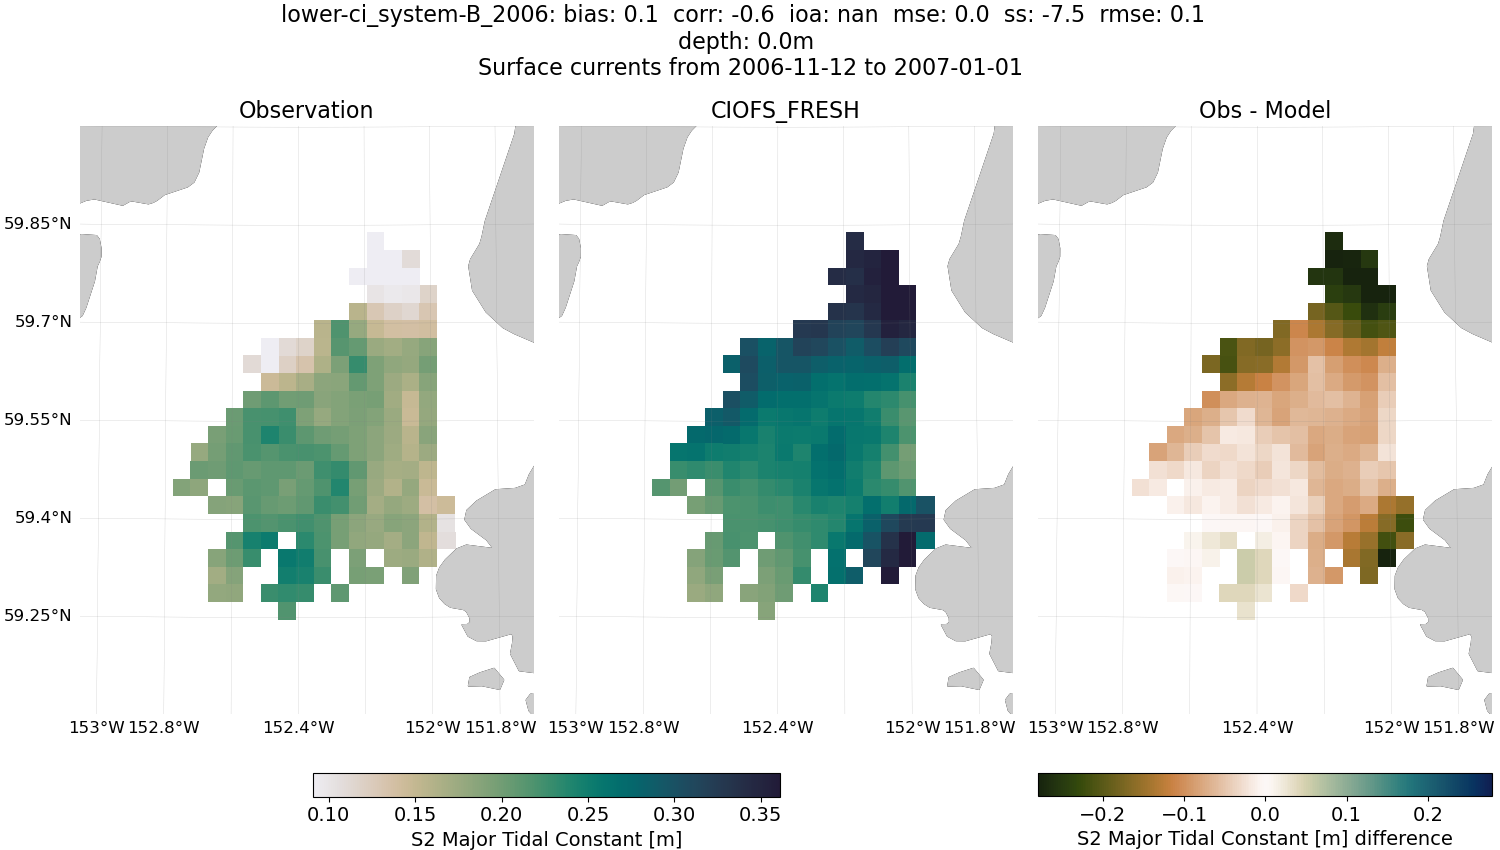 lower-ci_system-B_2006: bias: 0.1  corr: -0.6  ioa: nan  mse: 0.0  ss: -7.5  rmse: 0.1
depth: 0.0m
Surface currents from 2006-11-12 to 2007-01-01
Observation
CIOFS_FRESH
Obs - Model
59.85°N
59.7°N
59.55°N
59.4°N
59.25°N
153°W 152.8°W 152.4°W 152°W 151.8°W
153°W 152.8°W 152.4°W 152°W 151.8°W
153°W 152.8°W 152.4°W 152°W 151.8°W
0.10 0.15 0.20 0.25 0.30 0.35
S2 Major Tidal Constant [m]
−0.2 −0.1 0.0 0.1 0.2
S2 Major Tidal Constant [m] difference